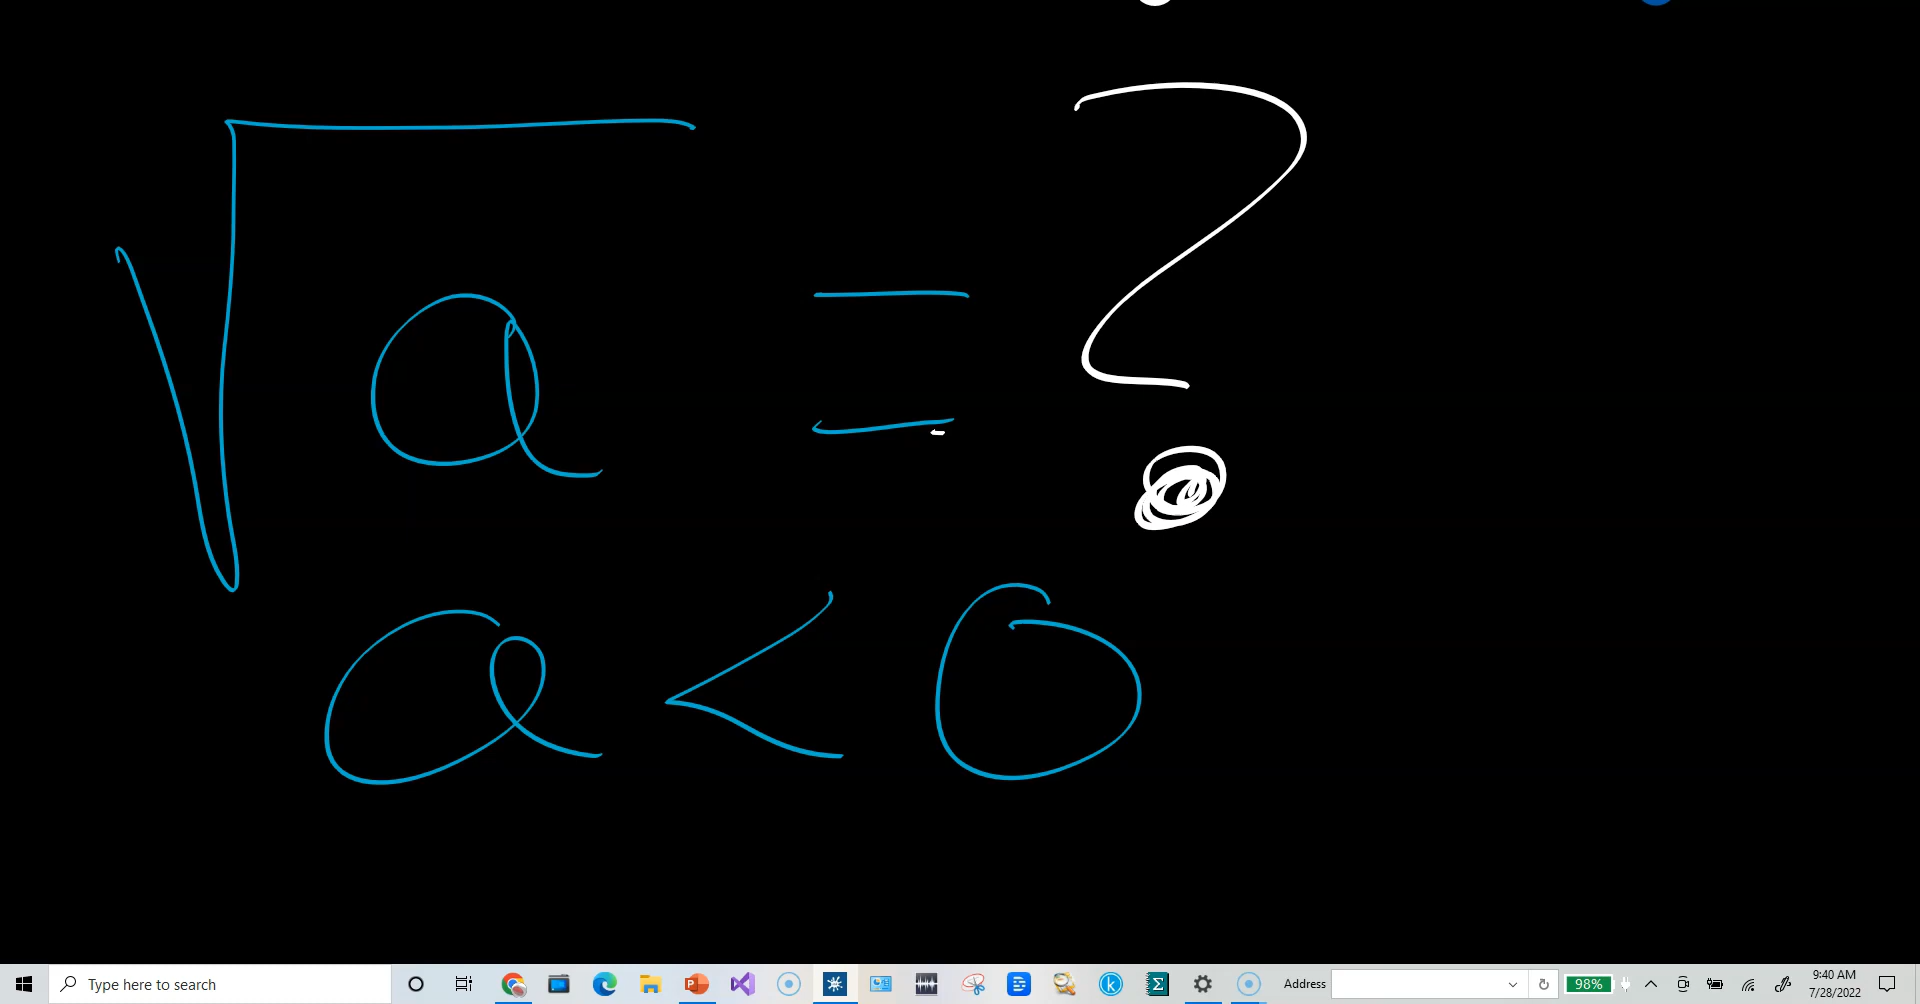 √a = ?
a < 0
Type here to search
Address
98%
9:40 AM
7/28/2022